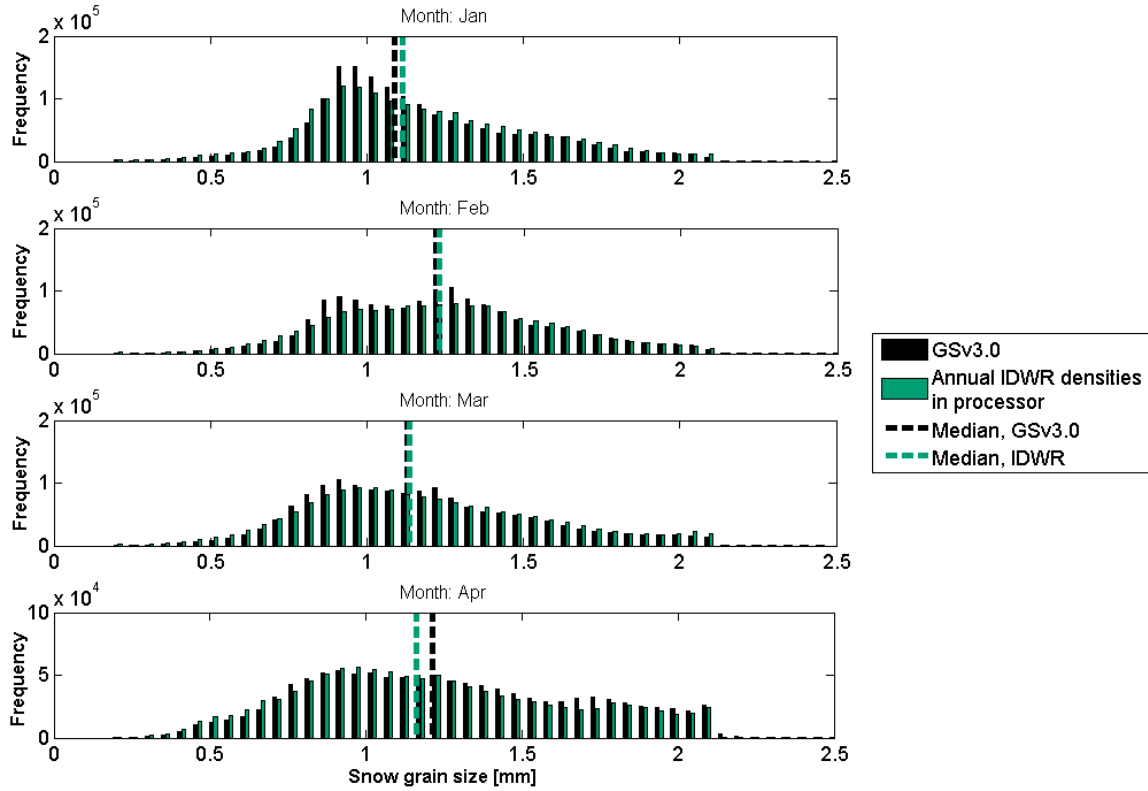 Month: Jan
2 x 10^5
Frequency
2
1
0
0 0.5 1 1.5 2 2.5
Month: Feb
x 10^5
Frequency
2
1
0
0 0.5 1 1.5 2 2.5
Month: Mar
x 10^5
Frequency
2
1
0
0 0.5 1 1.5 2 2.5
Month: Apr
x 10^4
Frequency
10
5
0
0 0.5 1 1.5 2 2.5
Snow grain size [mm]
GSv3.0
Annual IDWR densities
in processor
Median, GSv3.0
Median, IDWR